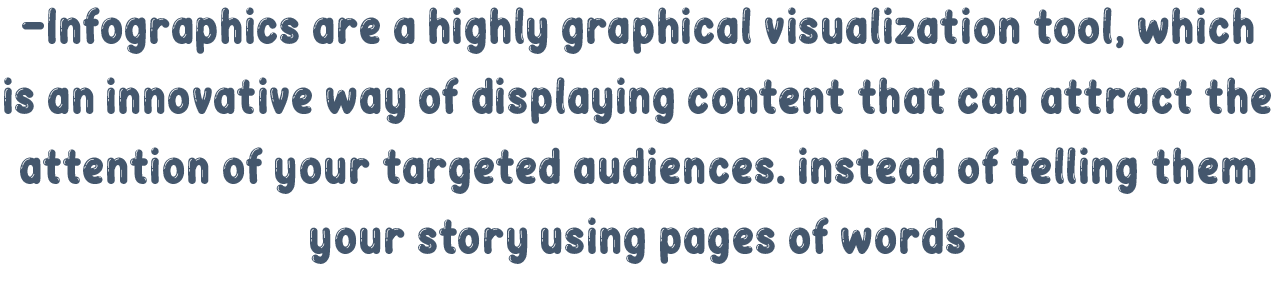 -Infographics are a highly graphical visualization tool, which
is an innovative way of displaying content that can attract the
attention of your targeted audiences. instead of telling them
your story using pages of words